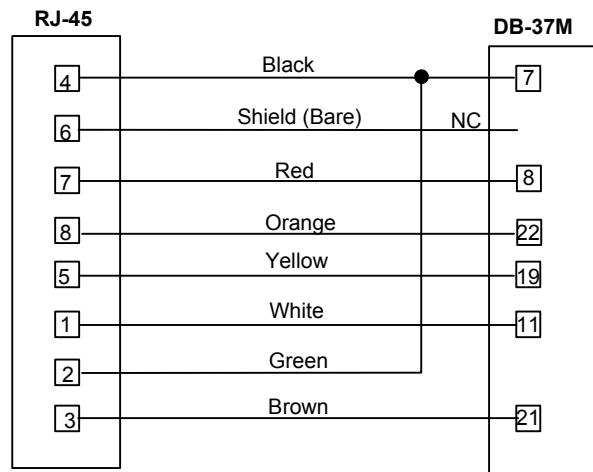 RJ-45
DB-37M
4 Black 7
6 Shield (Bare) NC
7 Red 8
8 Orange 22
5 Yellow 19
1 White 11
2 Green
3 Brown 21